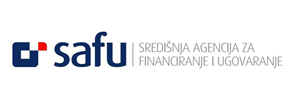 safu
SREDIŠNJA AGENCIJA ZA
FINANCIRANJE I UGOVARANJE